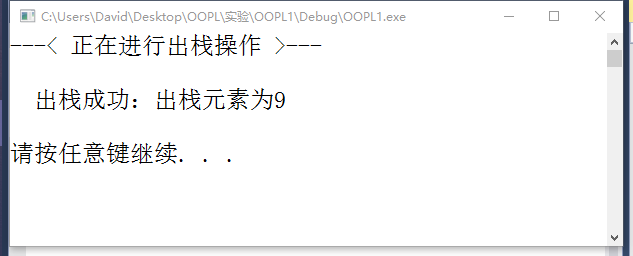 C:\Users\David\Desktop\OOPL\实验\OOPL1\Debug\OOPL1.exe
---< 正在进行出栈操作 >---
出栈成功：出栈元素为9
请按任意键继续. . .